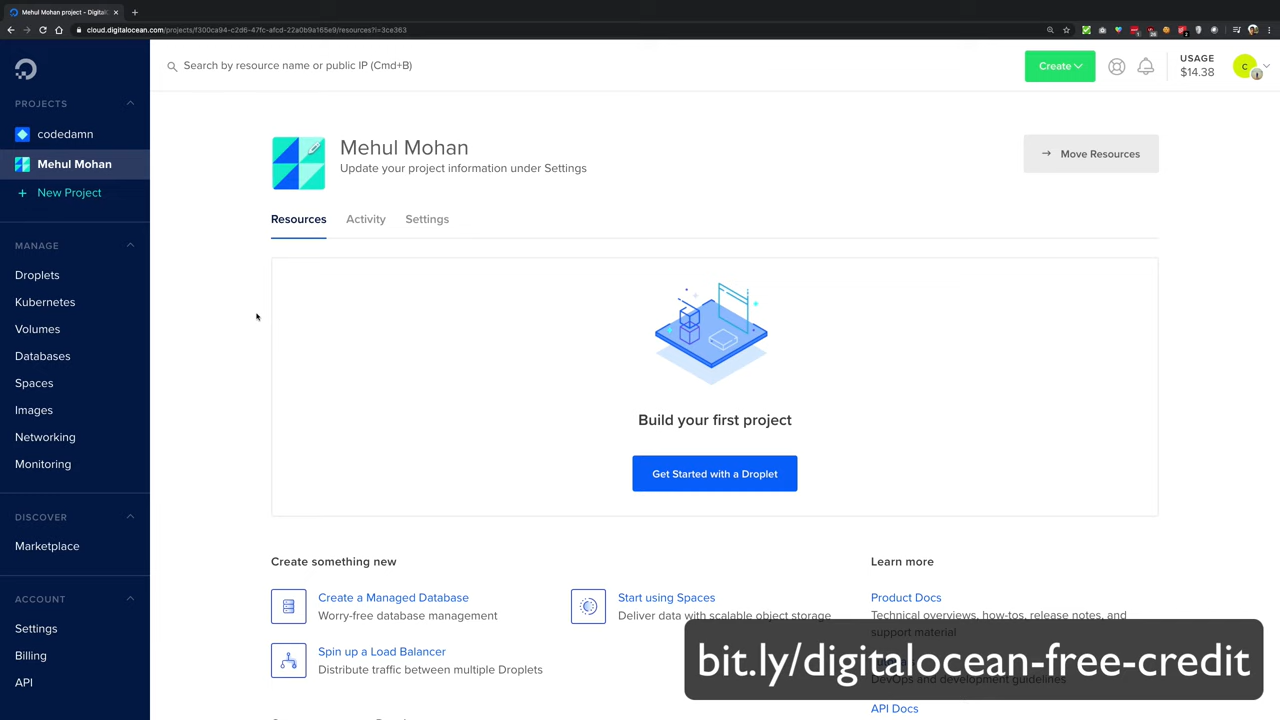 Mehul Mohan project - DigitalOc
cloud.digitalocean.com/projects/f300ca94-c2d6-47fc-afcd-22a0b9a165e9/resources?i=3ce363
Search by resource name or public IP (Cmd+B)
Create
USAGE
$14.38
C
PROJECTS
codedamn
Mehul Mohan
New Project
MANAGE
Droplets
Kubernetes
Volumes
Databases
Spaces
Images
Networking
Monitoring
DISCOVER
Marketplace
ACCOUNT
Settings
Billing
API
Mehul Mohan
Update your project information under Settings
Move Resources
Resources Activity Settings
Build your first project
Get Started with a Droplet
Create something new
Create a Managed Database
Worry-free database management
Start using Spaces
Deliver data with scalable object storage
Spin up a Load Balancer
Distribute traffic between multiple Droplets
Learn more
Product Docs
Technical overviews, how-tos, release notes, and
support material
DevOps and development guidelines
API Docs
bit.ly/digitalocean-free-credit